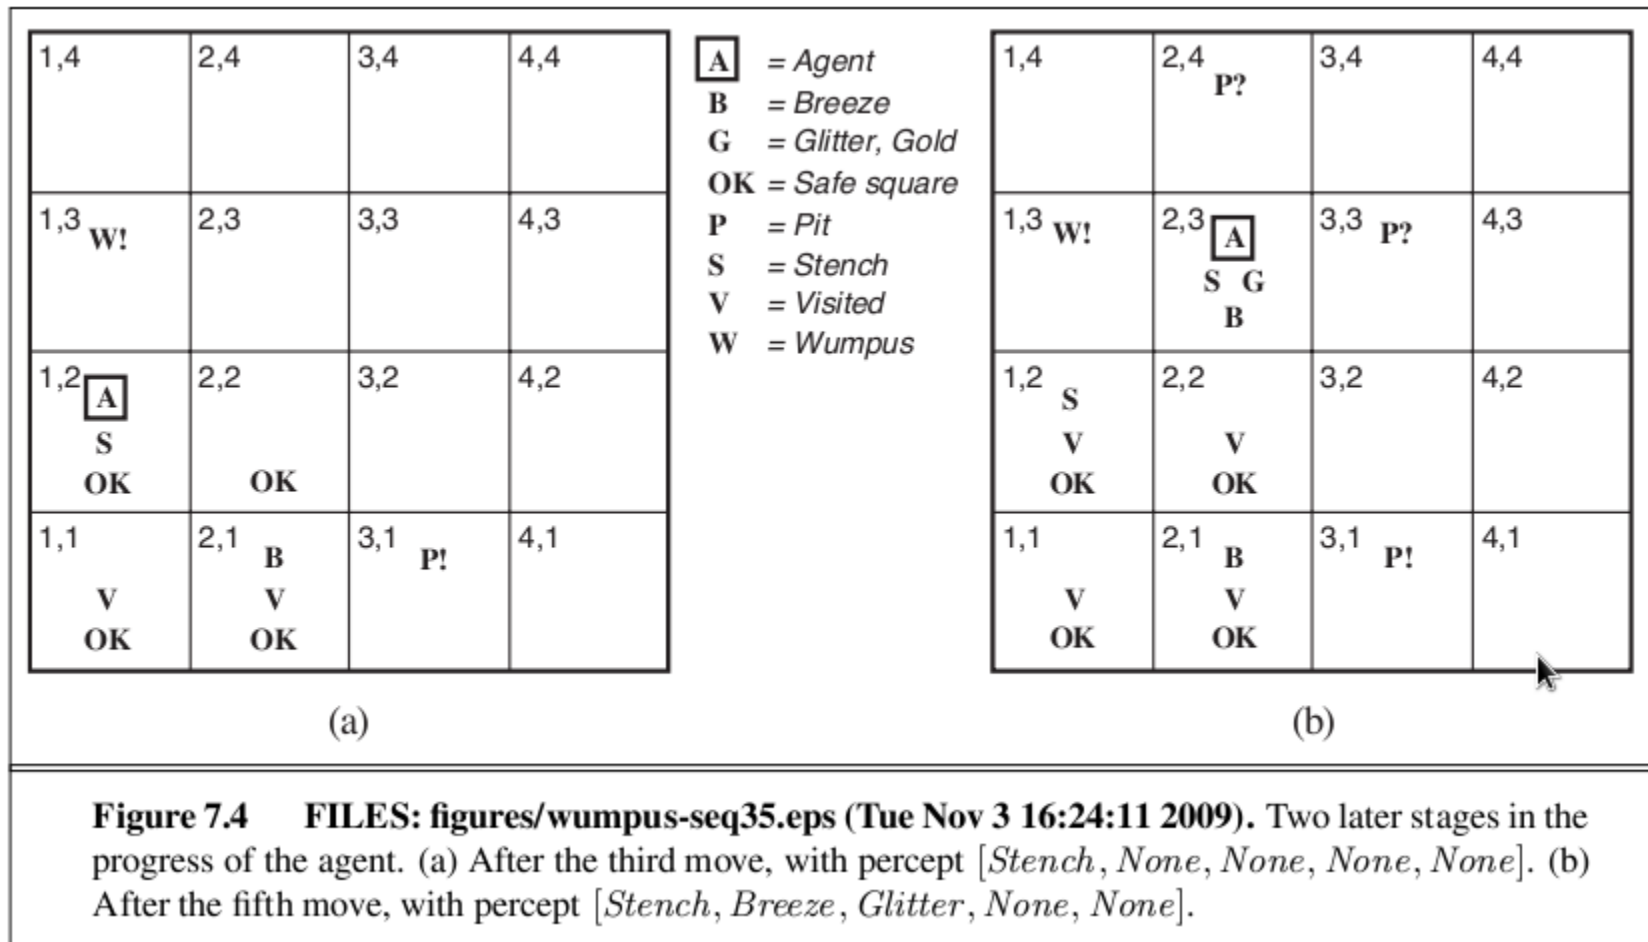 1,4 2,4 3,4 4,4
1,3 W! 2,3 3,3 4,3
1,2 A 2,2 3,2 4,2
S
OK OK
1,1 2,1 B 3,1 P! 4,1
V V
OK OK
(a)
A = Agent
B = Breeze
G = Glitter, Gold
OK = Safe square
P = Pit
S = Stench
V = Visited
W = Wumpus
1,4 2,4 P? 3,4 4,4
1,3 W! 2,3 A 3,3 P? 4,3
S G
B
1,2 S 2,2 3,2 4,2
V V
OK OK
1,1 2,1 B 3,1 P! 4,1
V V
OK OK
(b)
Figure 7.4 FILES: figures/wumpus-seq35.eps (Tue Nov 3 16:24:11 2009). Two later stages in the
progress of the agent. (a) After the third move, with percept [Stench, None, None, None, None]. (b)
After the fifth move, with percept [Stench, Breeze, Glitter, None, None].